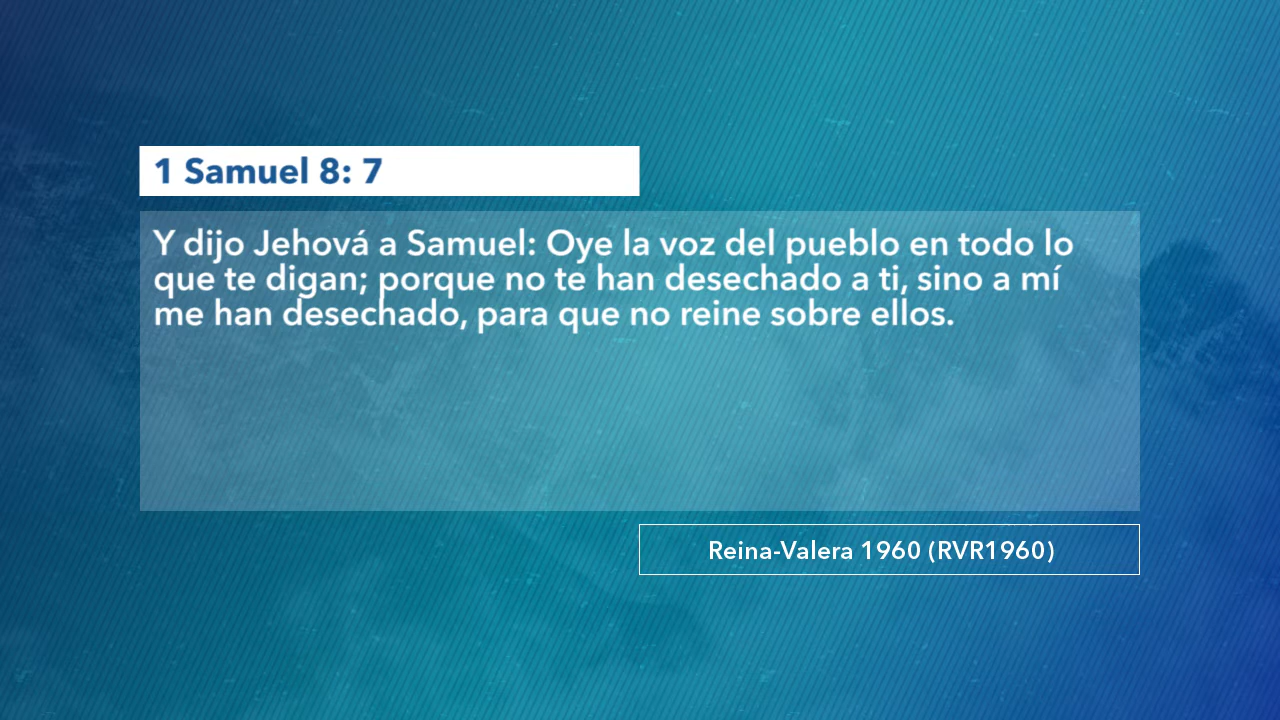 1 Samuel 8: 7
Y dijo Jehová a Samuel: Oye la voz del pueblo en todo lo
que te digan; porque no te han desechado a ti, sino a mí
me han desechado, para que no reine sobre ellos.
Reina-Valera 1960 (RVR1960)